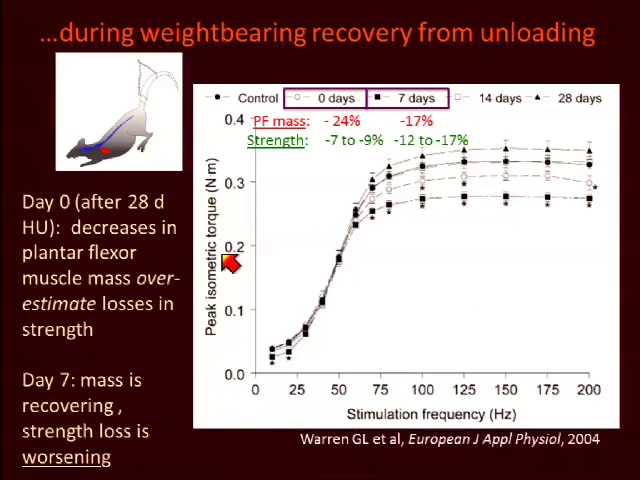 ...during weightbearing recovery from unloading
Control 0 days 7 days 14 days 28 days
PF mass: - 24% -17%
Strength: -7 to -9% -12 to -17%
Day 0 (after 28 d
HU): decreases in
plantar flexor
muscle mass over-
estimate losses in
strength
Day 7: mass is
recovering ,
strength loss is
worsening
Peak isometric torque (N·m)
0.4
0.3
0.2
0.1
0.0
0 25 50 75 100 125 150 175 200
Stimulation frequency (Hz)
Warren GL et al, European J Appl Physiol, 2004